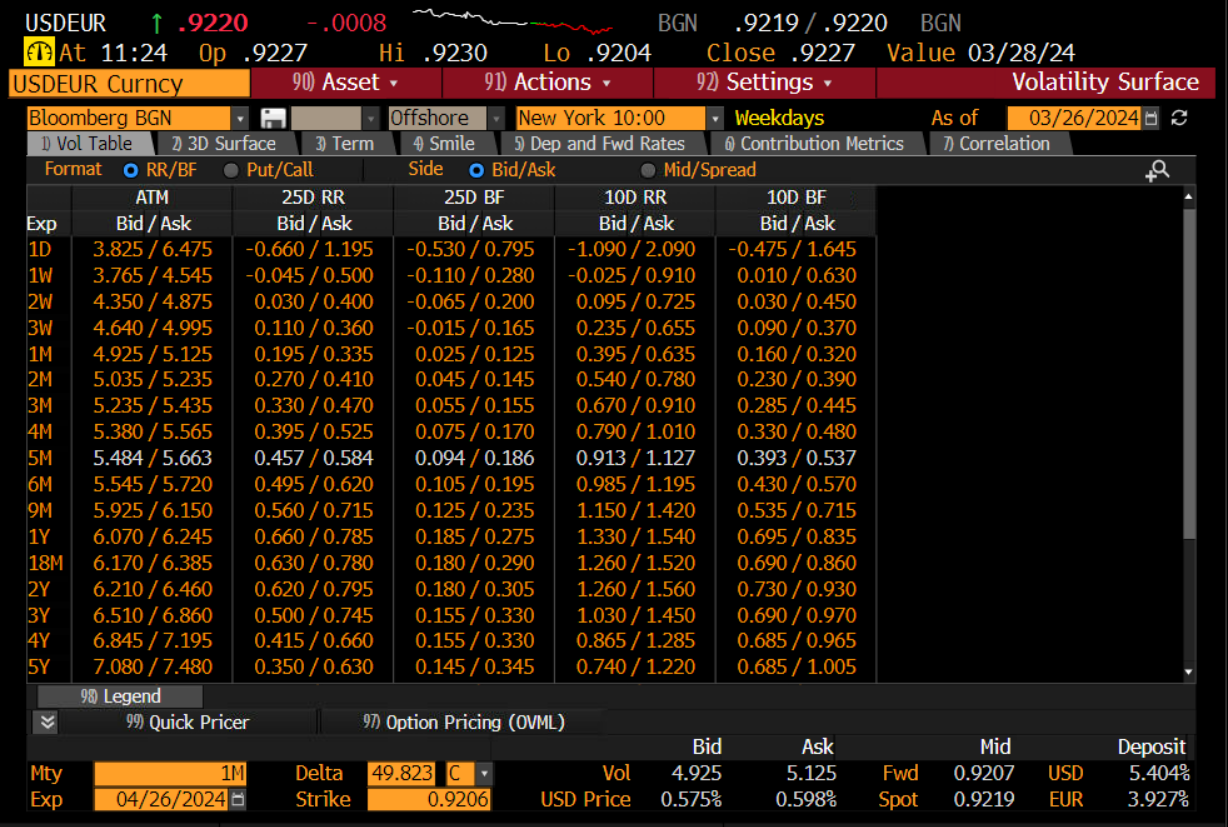 USDEUR ↑ .9220 -.0008 BGN .9219 / .9220 BGN
At 11:24 Op .9227 Hi .9230 Lo .9204 Close .9227 Value 03/28/24
USDEUR Curncy 90) Asset 91) Actions 92) Settings Volatility Surface
Bloomberg BGN Offshore New York 10:00 Weekdays As of 03/26/2024
1) Vol Table 2) 3D Surface 3) Term 4) Smile 5) Dep and Fwd Rates 6) Contribution Metrics 7) Correlation
Format RR/BF Put/Call Side Bid/Ask Mid/Spread
ATM 25D RR 25D BF 10D RR 10D BF
Exp Bid / Ask Bid / Ask Bid / Ask Bid / Ask Bid / Ask
1D 3.825 / 6.475 -0.660 / 1.195 -0.530 / 0.795 -1.090 / 2.090 -0.475 / 1.645
1W 3.765 / 4.545 -0.045 / 0.500 -0.110 / 0.280 -0.025 / 0.910 0.010 / 0.630
2W 4.350 / 4.875 0.030 / 0.400 -0.065 / 0.200 0.095 / 0.725 0.030 / 0.450
3W 4.640 / 4.995 0.110 / 0.360 -0.015 / 0.165 0.235 / 0.655 0.090 / 0.370
1M 4.925 / 5.125 0.195 / 0.335 0.025 / 0.125 0.395 / 0.635 0.160 / 0.320
2M 5.035 / 5.235 0.270 / 0.410 0.045 / 0.145 0.540 / 0.780 0.230 / 0.390
3M 5.235 / 5.435 0.330 / 0.470 0.055 / 0.155 0.670 / 0.910 0.285 / 0.445
4M 5.380 / 5.565 0.395 / 0.525 0.075 / 0.170 0.790 / 1.010 0.330 / 0.480
5M 5.484 / 5.663 0.457 / 0.584 0.094 / 0.186 0.913 / 1.127 0.393 / 0.537
6M 5.545 / 5.720 0.495 / 0.620 0.105 / 0.195 0.985 / 1.195 0.430 / 0.570
9M 5.925 / 6.150 0.560 / 0.715 0.125 / 0.235 1.150 / 1.420 0.535 / 0.715
1Y 6.070 / 6.245 0.660 / 0.785 0.185 / 0.275 1.330 / 1.540 0.695 / 0.835
18M 6.170 / 6.385 0.630 / 0.780 0.180 / 0.290 1.260 / 1.520 0.690 / 0.860
2Y 6.210 / 6.460 0.620 / 0.795 0.180 / 0.305 1.260 / 1.560 0.730 / 0.930
3Y 6.510 / 6.860 0.500 / 0.745 0.155 / 0.330 1.030 / 1.450 0.690 / 0.970
4Y 6.845 / 7.195 0.415 / 0.660 0.155 / 0.330 0.865 / 1.285 0.685 / 0.965
5Y 7.080 / 7.480 0.350 / 0.630 0.145 / 0.345 0.740 / 1.220 0.685 / 1.005
98) Legend
99) Quick Pricer 97) Option Pricing (OVML)
Bid Ask Mid Deposit
Mty 1M Delta 49.823 C Vol 4.925 5.125 Fwd 0.9207 USD 5.404%
Exp 04/26/2024 Strike 0.9206 USD Price 0.575% 0.598% Spot 0.9219 EUR 3.927%